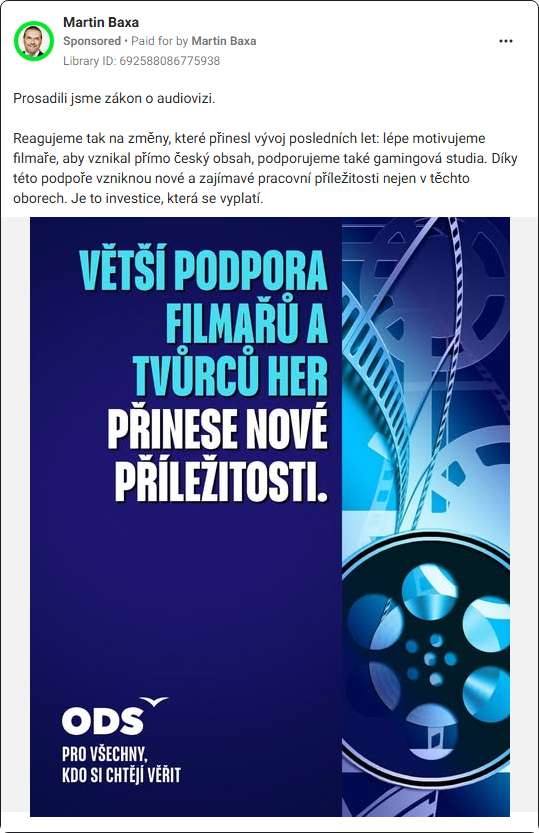 Martin Baxa
Sponsored • Paid for by Martin Baxa
Library ID: 692588086775938
Prosadili jsme zákon o audiovizi.
Reagujeme tak na změny, které přinesl vývoj posledních let: lépe motivujeme
filmaře, aby vznikal přímo český obsah, podporujeme také gamingová studia. Díky
této podpoře vzniknou nové a zajímavé pracovní příležitosti nejen v těchto
oborech. Je to investice, která se vyplatí.
VĚTŠÍ PODPORA
FILMAŘŮ A
TVŮRCŮ HER
PŘINESE NOVÉ
PŘÍLEŽITOSTI.
ODS
PRO VŠECHNY,
KDO SI CHTĚJÍ VĚŘIT